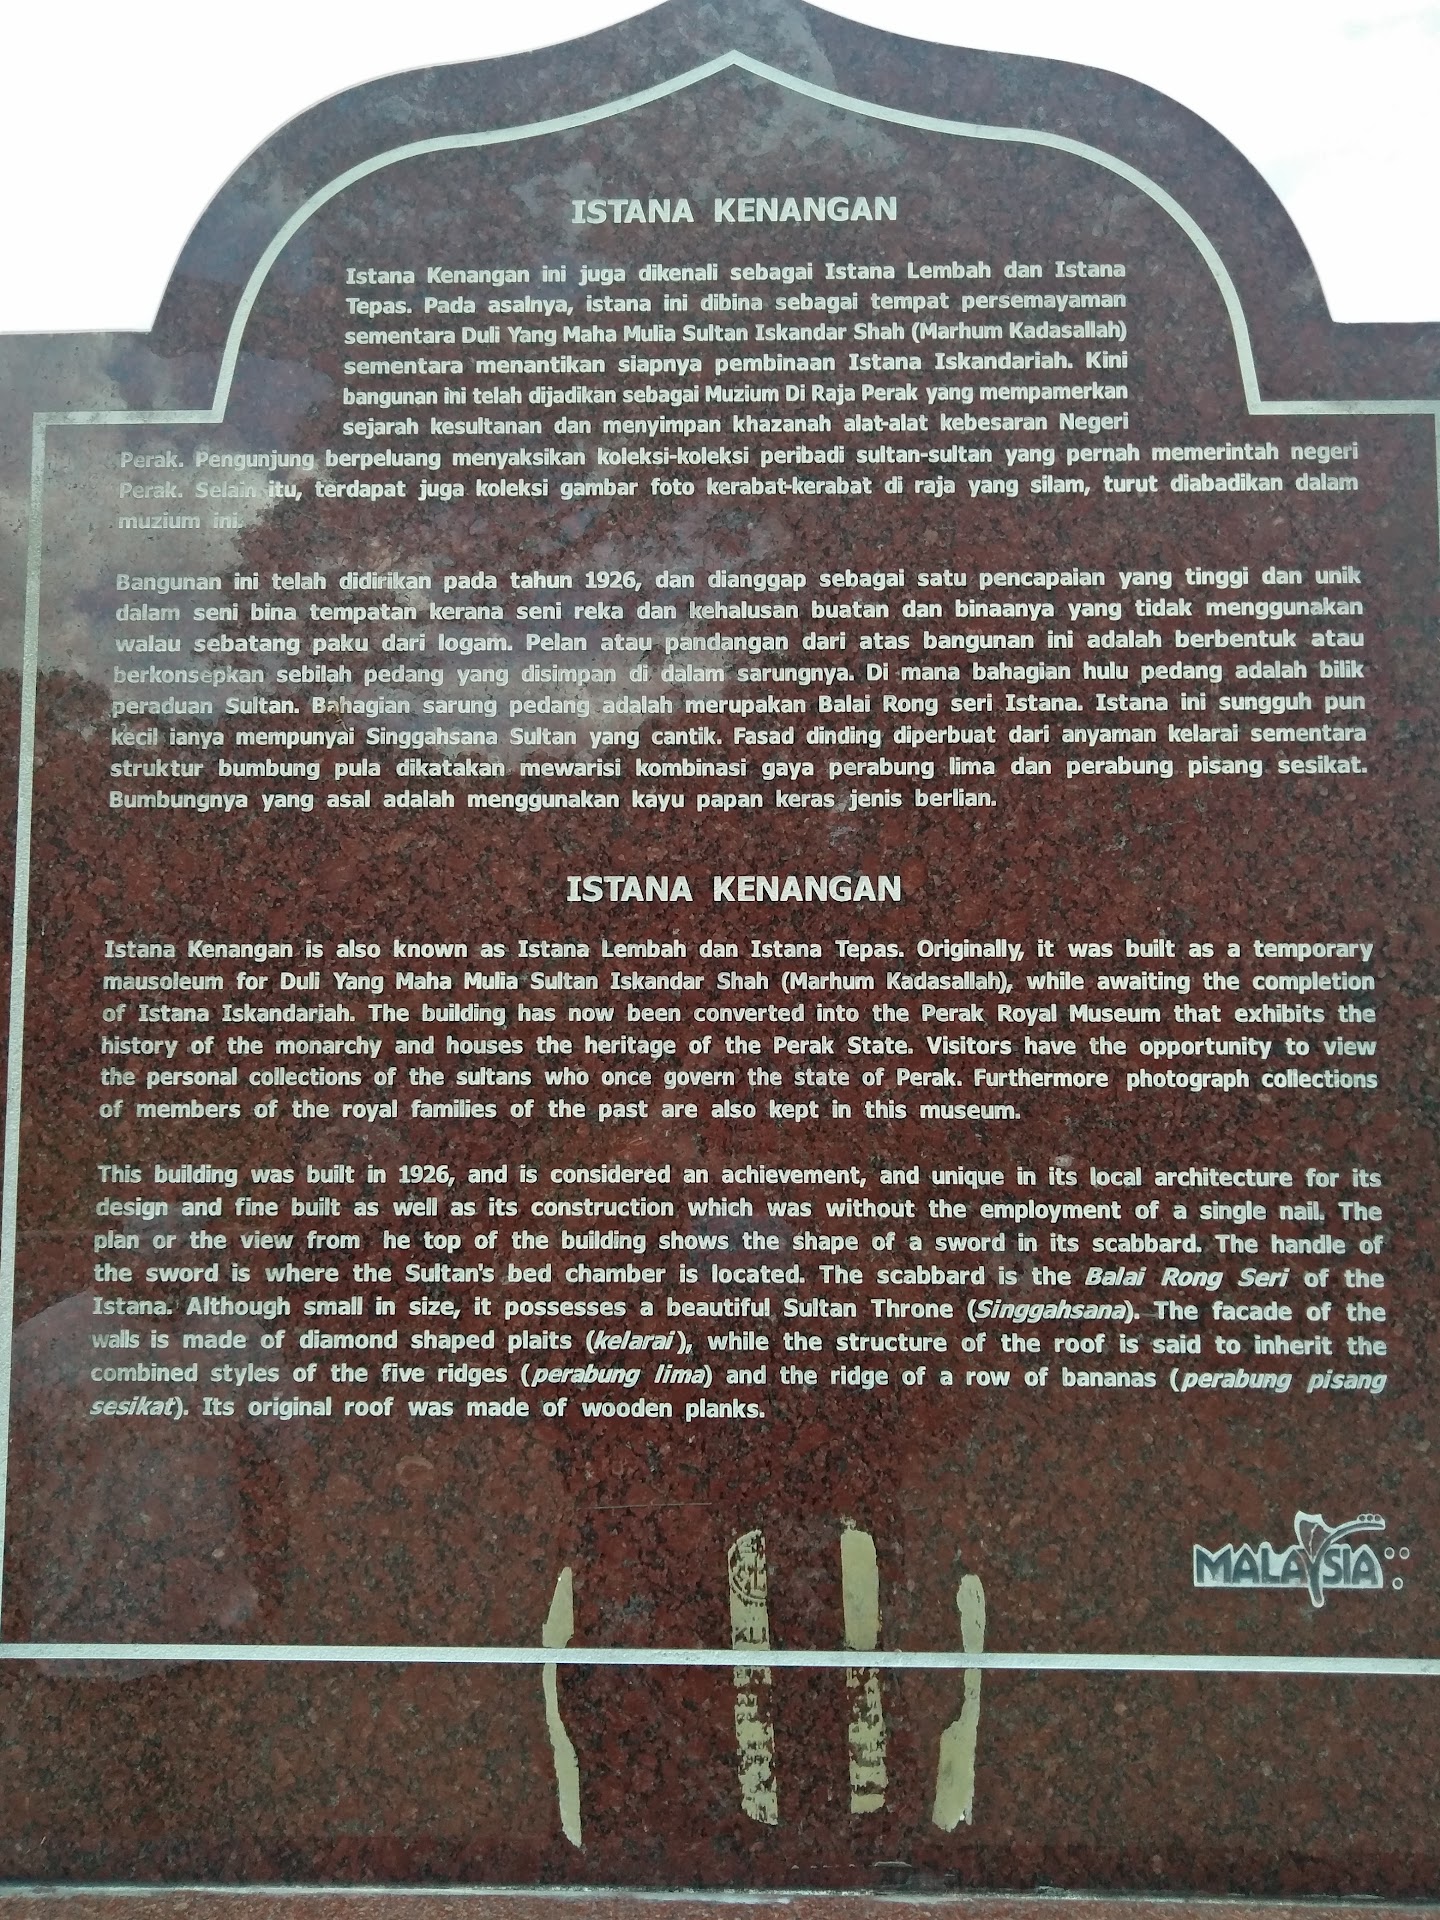 ISTANA KENANGAN
Istana Kenangan ini juga dikenali sebagai Istana Lembah dan Istana
Tepas. Pada asalnya, istana ini dibina sebagai tempat persemayaman
sementara Duli Yang Maha Mulia Sultan Iskandar Shah (Marhum Kadasallah)
sementara menantikan siapnya pembinaan Istana Iskandariah. Kini
bangunan ini telah dijadikan sebagai Muzium Di Raja Perak yang mempamerkan
sejarah kesultanan dan menyimpan khazanah alat-alat kebesaran Negeri
Perak. Pengunjung berpeluang menyaksikan koleksi-koleksi peribadi sultan-sultan yang pernah memerintah negeri
Perak. Selain itu, terdapat juga koleksi gambar foto kerabat-kerabat di raja yang silam, turut diabadikan dalam
muzium ini.
Bangunan ini telah didirikan pada tahun 1926, dan dianggap sebagai satu pencapaian yang tinggi dan unik
dalam seni bina tempatan kerana seni reka dan kehalusan buatan dan binaanya yang tidak menggunakan
walau sebatang paku dari logam. Pelan atau pandangan dari atas bangunan ini adalah berbentuk atau
berkonsepkan sebilah pedang yang disimpan di dalam sarungnya. Di mana bahagian hulu pedang adalah bilik
peraduan Sultan. Bahagian sarung pedang adalah merupakan Balai Rong seri Istana. Istana ini sungguh pun
kecil ianya mempunyai Singgahsana Sultan yang cantik. Fasad dinding diperbuat dari anyaman kelarai sementara
struktur bumbung pula dikatakan mewarisi kombinasi gaya perabung lima dan perabung pisang sesikat.
Bumbungnya yang asal adalah menggunakan kayu papan keras jenis berlian.
ISTANA KENANGAN
Istana Kenangan is also known as Istana Lembah dan Istana Tepas. Originally, it was built as a temporary
mausoleum for Duli Yang Maha Mulia Sultan Iskandar Shah (Marhum Kadasallah), while awaiting the completion
of Istana Iskandariah. The building has now been converted into the Perak Royal Museum that exhibits the
history of the monarchy and houses the heritage of the Perak State. Visitors have the opportunity to view
the personal collections of the sultans who once govern the state of Perak. Furthermore photograph collections
of members of the royal families of the past are also kept in this museum.
This building was built in 1926, and is considered an achievement, and unique in its local architecture for its
design and fine built as well as its construction which was without the employment of a single nail. The
plan or the view from he top of the building shows the shape of a sword in its scabbard. The handle of
the sword is where the Sultan's bed chamber is located. The scabbard is the Balai Rong Seri of the
Istana. Although small in size, it possesses a beautiful Sultan Throne (Singgahsana). The facade of the
walls is made of diamond shaped plaits (kelarai), while the structure of the roof is said to inherit the
combined styles of the five ridges (perabung lima) and the ridge of a row of bananas (perabung pisang
sesikat). Its original roof was made of wooden planks.
MALAYSIA